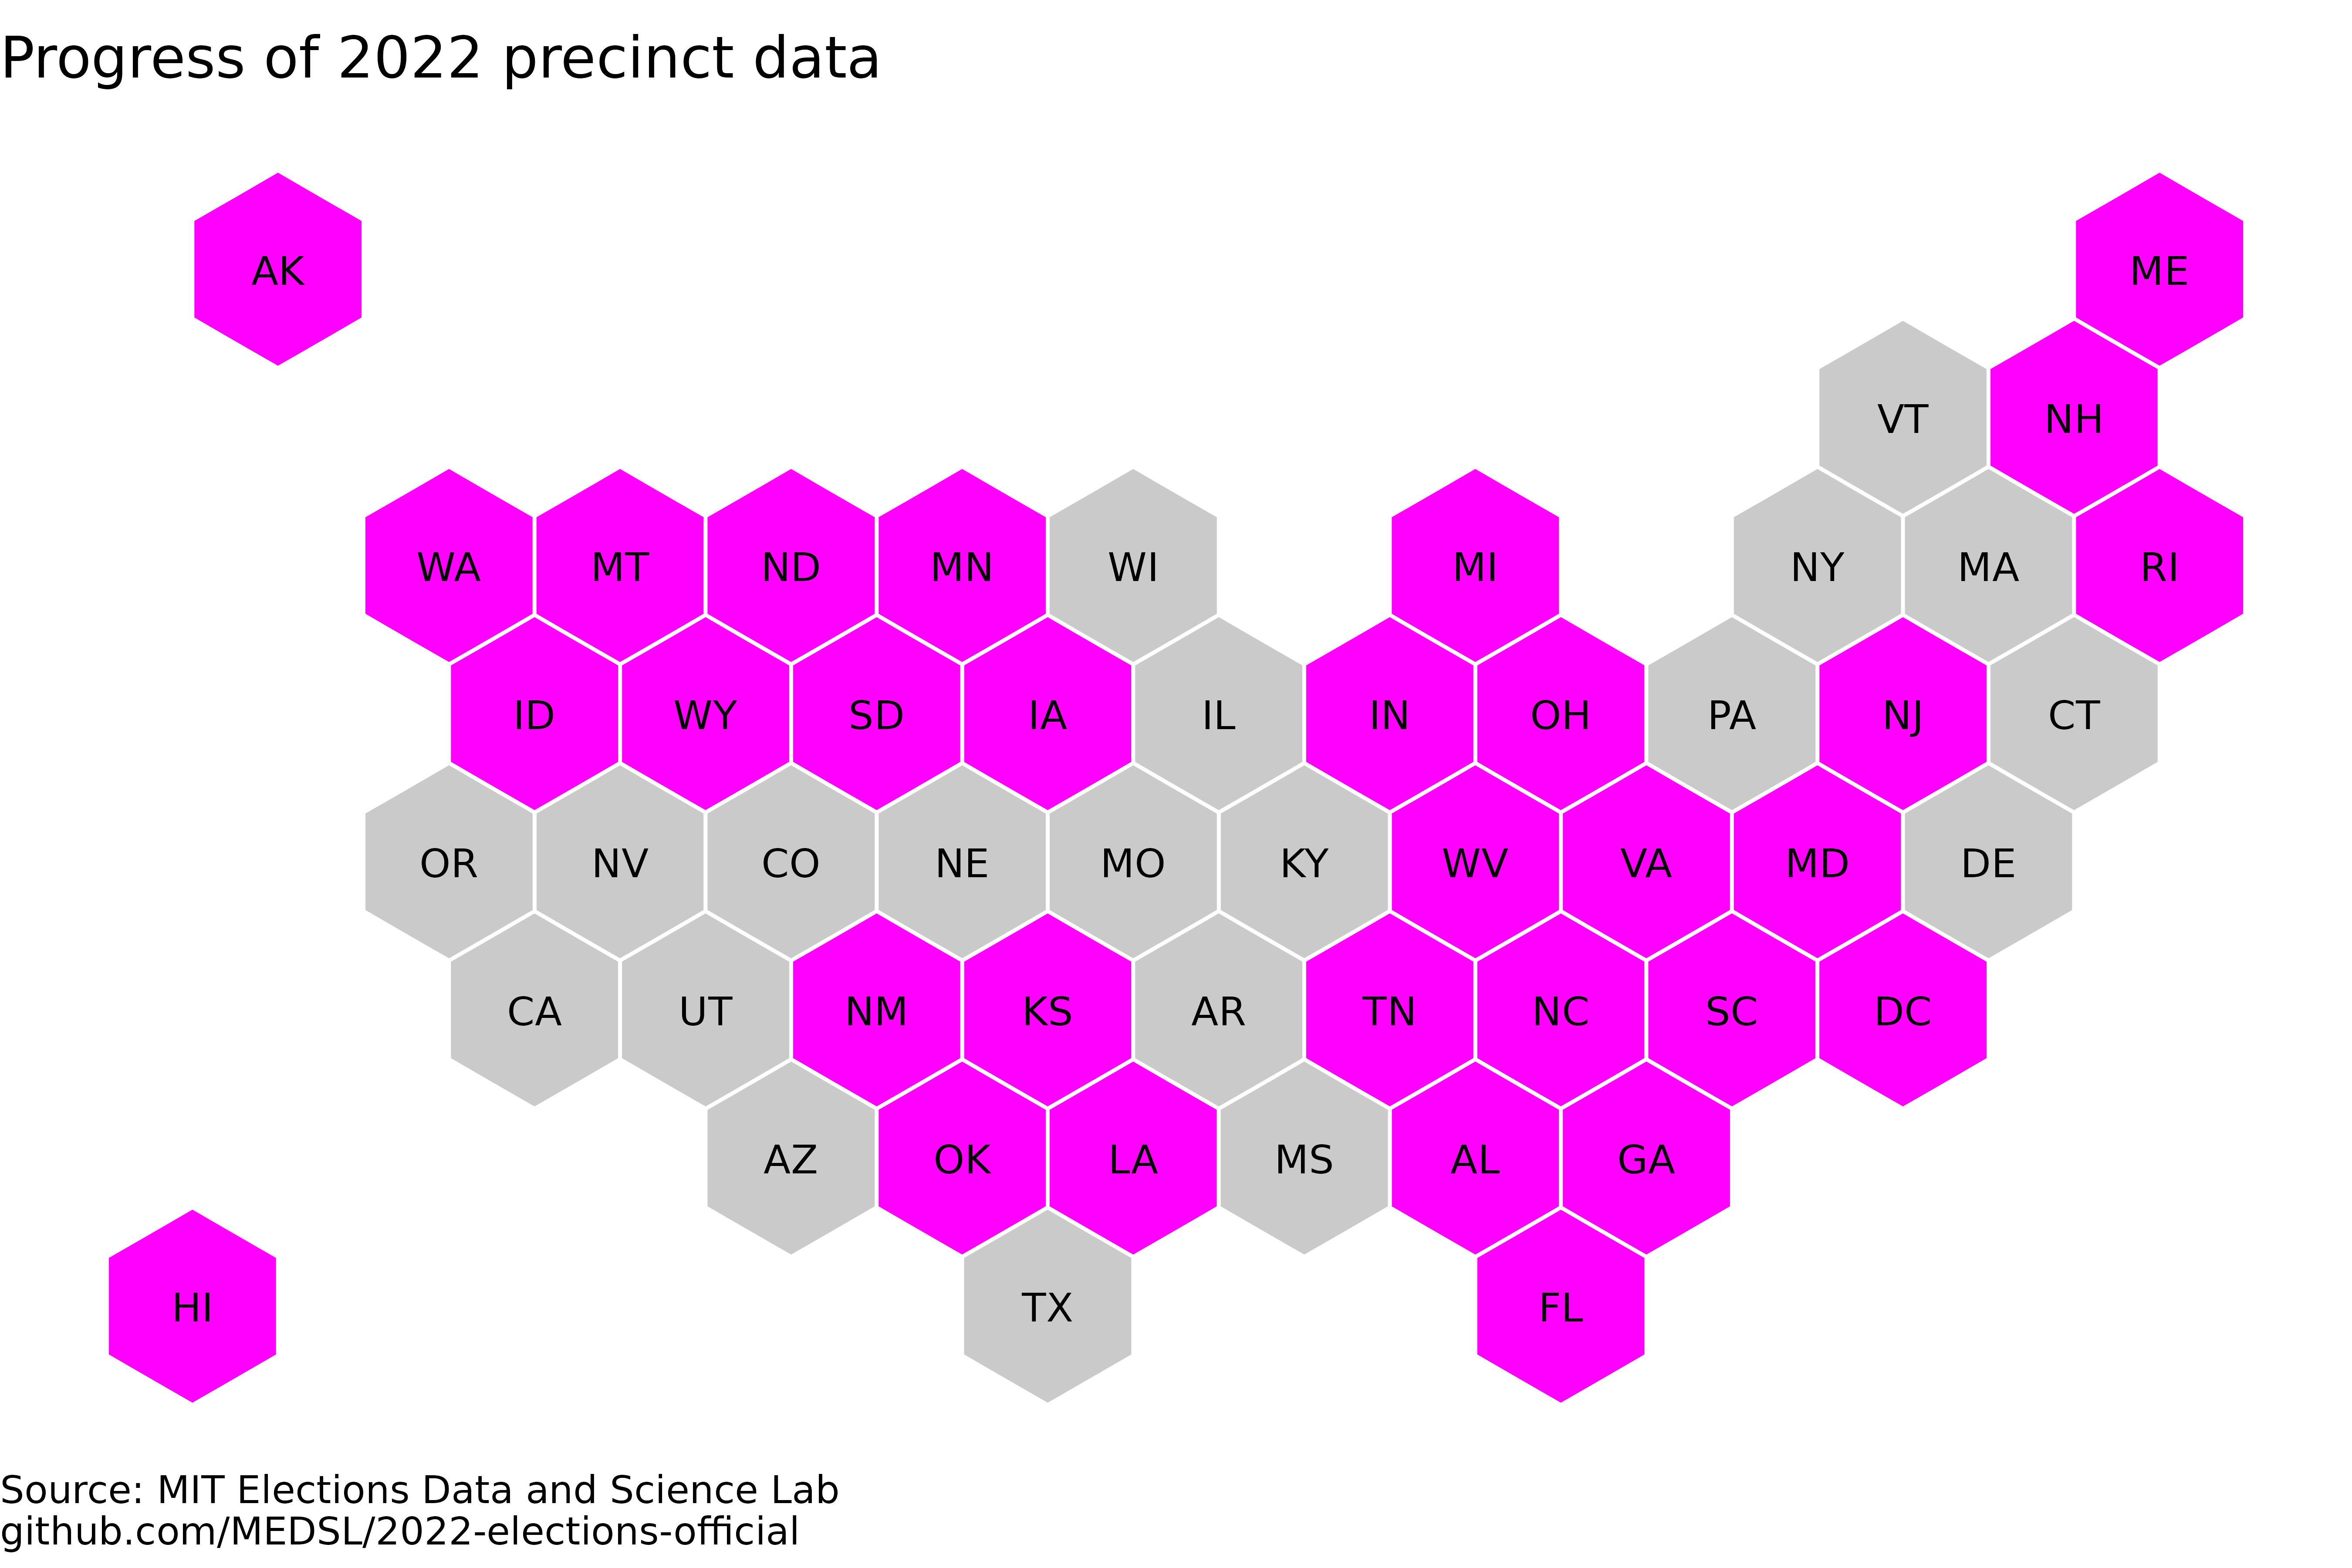 Progress of 2022 precinct data
AK
ME
VT NH
WA MT ND MN WI MI NY MA RI
ID WY SD IA IL IN OH PA NJ CT
OR NV CO NE MO KY WV VA MD DE
CA UT NM KS AR TN NC SC DC
AZ OK LA MS AL GA
HI TX FL
Source: MIT Elections Data and Science Lab
github.com/MEDSL/2022-elections-official